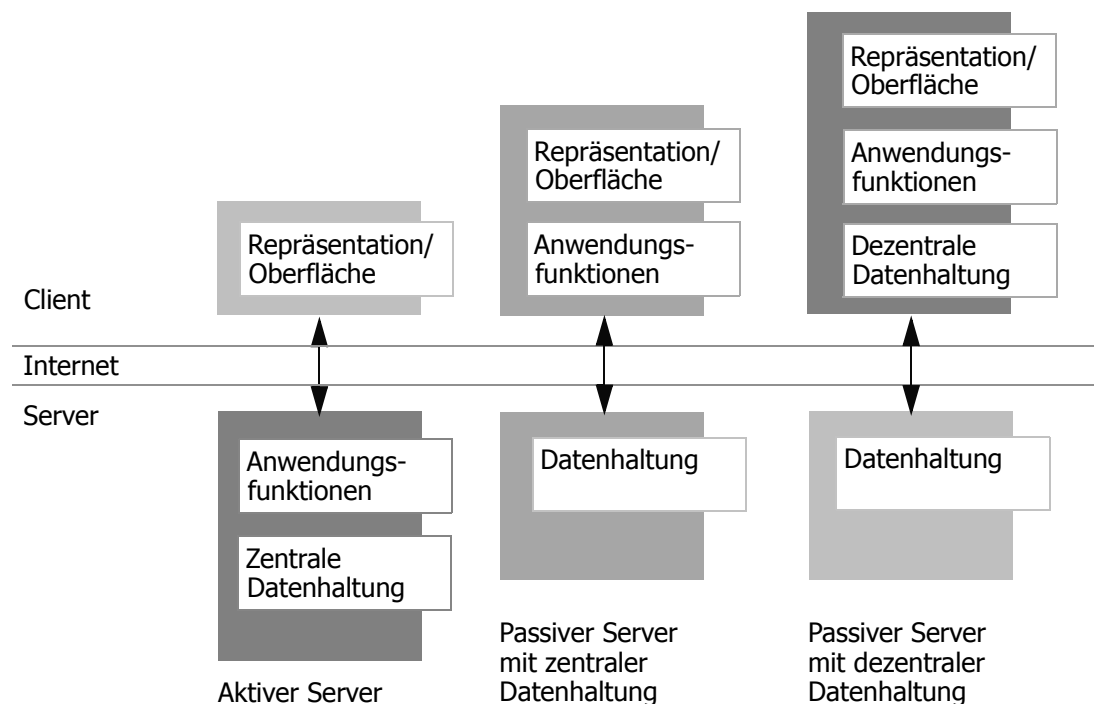 Repräsentation/
Oberfläche
Anwendungs-
funktionen
Dezentrale
Datenhaltung
Repräsentation/
Oberfläche
Anwendungs-
funktionen
Repräsentation/
Oberfläche
Client
Internet
Server
Anwendungs-
funktionen
Zentrale
Datenhaltung
Aktiver Server
Datenhaltung
Passiver Server
mit zentraler
Datenhaltung
Datenhaltung
Passiver Server
mit dezentraler
Datenhaltung